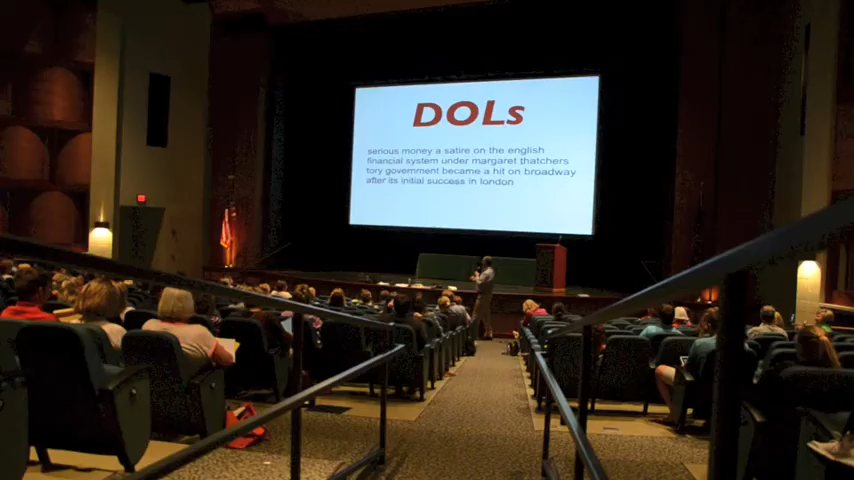 DOLs
serious money a satire on the english
financial system under margaret thatchers
tory government became a hit on broadway
after its initial success in london